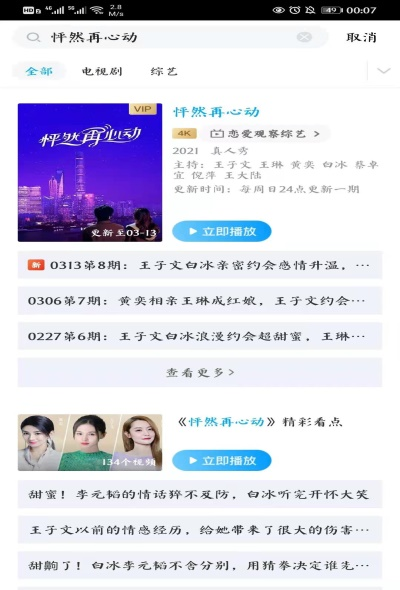 HD 2 4G 5G 2.8 M/s 49 00:07
怦然再心动 取消
全部 电视剧 综艺
VIP
怦然再心动
更新至03-13
怦然再心动
4K 恋爱观察综艺 >
2021 真人秀
主持：王子文 王琳 黄奕 白冰 蔡卓
宜 倪萍 王大陆
更新时间：每周日24点更新一期
立即播放
新 0313第8期：王子文白冰亲密约会感情升温，…
0306第7期：黄奕相亲王琳成红娘，王子文约会…
0227第6期：王子文白冰浪漫约会超甜蜜，王琳…
查看更多>
134个视频
《怦然再心动》精彩看点
立即播放
甜蜜！李元韬的情话猝不及防，白冰听完开怀大笑
王子文以前的情感经历，给她带来了很大的伤害…
甜齁了！白冰李元韬不舍分别，用猜拳决定谁先…